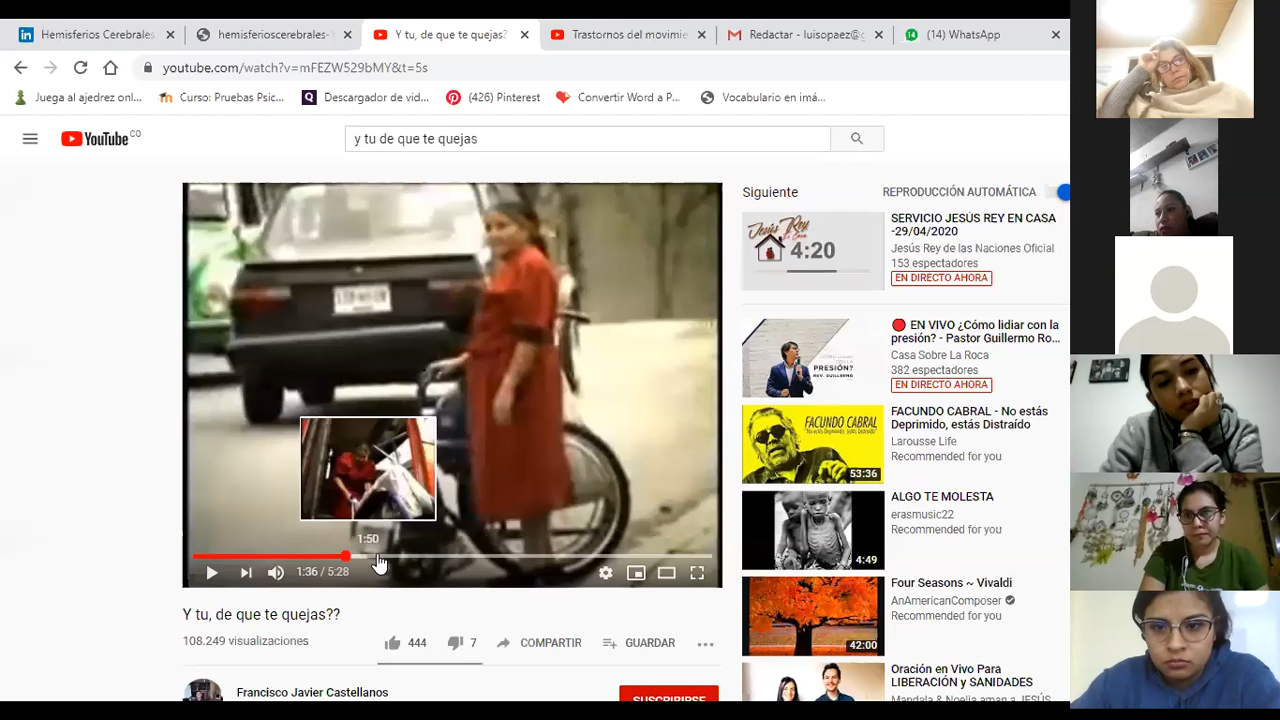 Hemisferios Cerebrales
hemisferioscerebrales-
Y tu, de que te quejas?
Trastornos del movimie
Redactar - luisopaez@g
(14) WhatsApp
youtube.com/watch?v=mFEZW529bMY&t=5s
Juega al ajedrez onl...
Curso: Pruebas Psic...
Descargador de vid...
(426) Pinterest
Convertir Word a P...
Vocabulario en imá...
YouTube CO
y tu de que te quejas
Siguiente
REPRODUCCIÓN AUTOMÁTICA
Jesús Rey
En Casa
4:20
SERVICIO JESÚS REY EN CASA
-29/04/2020
Jesús Rey de las Naciones Oficial
153 espectadores
EN DIRECTO AHORA
PRESIÓN?
EN VIVO ¿Cómo lidiar con la
presión? - Pastor Guillermo Ro...
Casa Sobre La Roca
382 espectadores
EN DIRECTO AHORA
FACUNDO CABRAL
53:36
FACUNDO CABRAL - No estás
Deprimido, estás Distraído
Larousse Life
Recommended for you
4:49
ALGO TE MOLESTA
erasmusic22
Recommended for you
42:00
Four Seasons ~ Vivaldi
AnAmericanComposer
Recommended for you
Oración en Vivo Para
LIBERACIÓN y SANIDADES
Mandala & Noelia aman a JESÚS
1:50
1:36 / 5:28
Y tu, de que te quejas??
108.249 visualizaciones
444
7
COMPARTIR
GUARDAR
Francisco Javier Castellanos
SUSCRIBIRSE